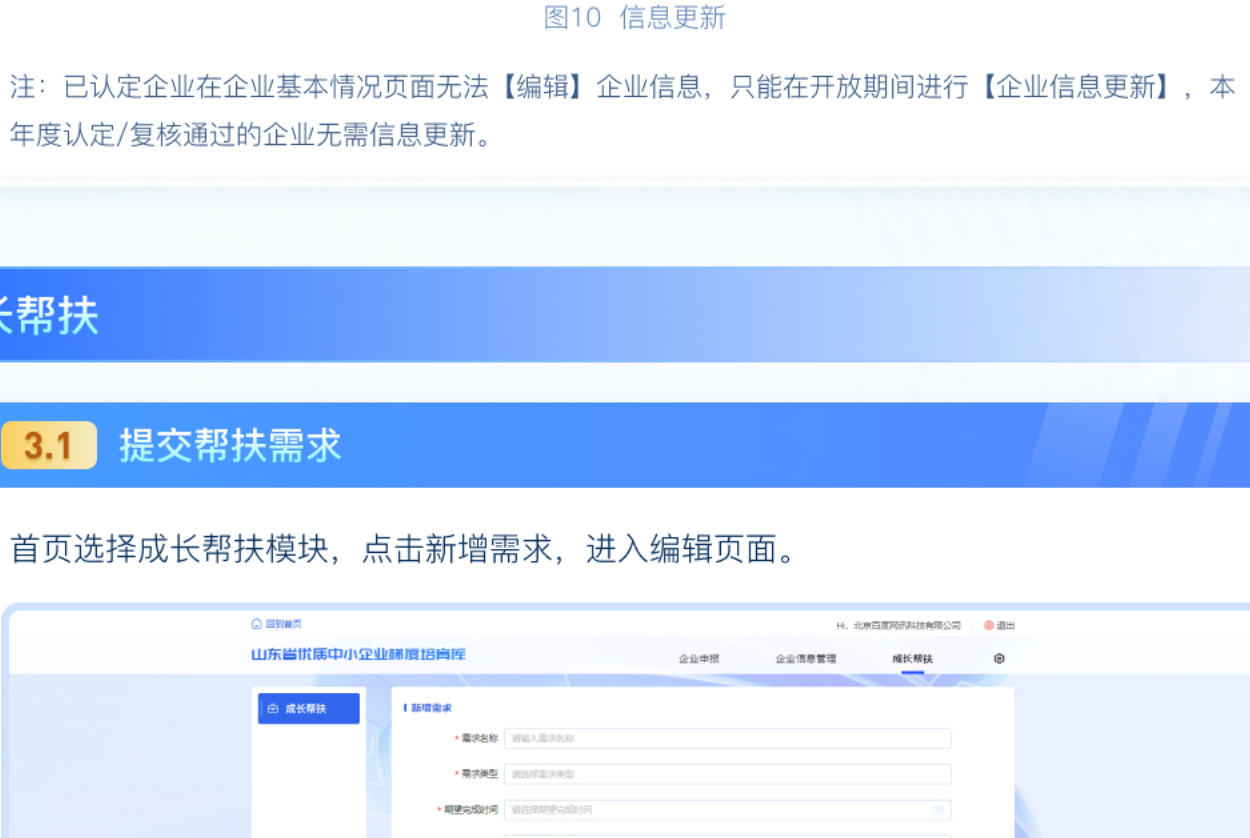 图10 信息更新
注：已认定企业在企业基本情况页面无法【编辑】企业信息，只能在开放期间进行【企业信息更新】，本
年度认定/复核通过的企业无需信息更新。
长帮扶
3.1 提交帮扶需求
首页选择成长帮扶模块，点击新增需求，进入编辑页面。
回到首页 Hi，北京百度网讯科技有限公司 退出
山东省优质中小企业梯度培育库 企业申报 企业信息管理 成长帮扶
成长帮扶 新增需求
* 需求名称 请输入需求名称
* 需求类型 请选择需求类型
* 期望完成时间 请选择期望完成时间